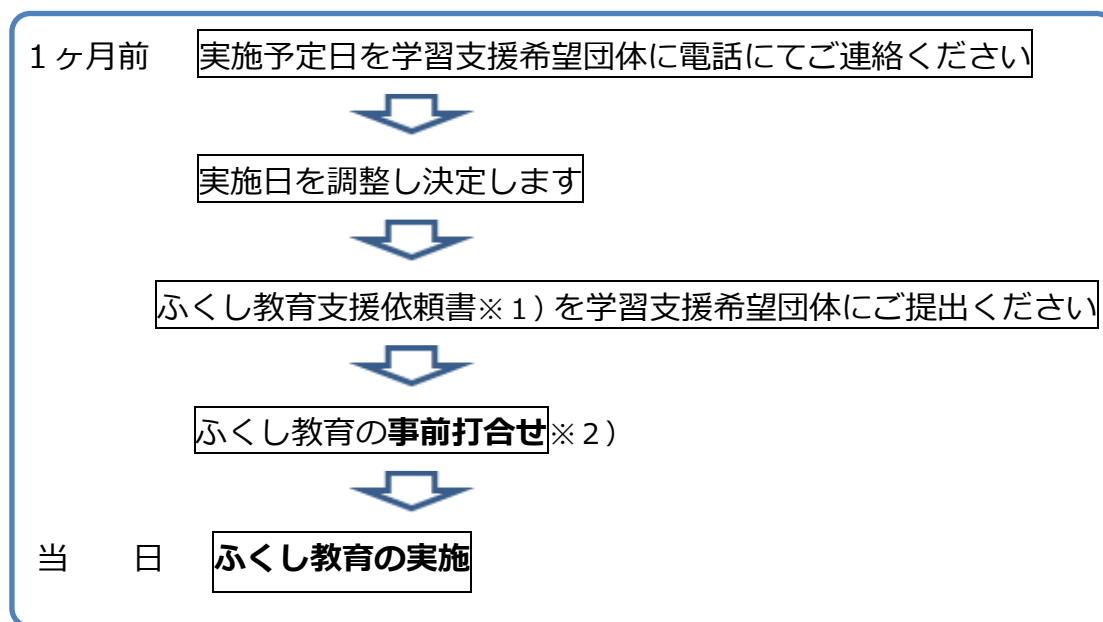 １ヶ月前　実施予定日を学習支援希望団体に電話にてご連絡ください
実施日を調整し決定します
ふくし教育支援依頼書※１）を学習支援希望団体にご提出ください
ふくし教育の事前打合せ※２）
当　　日　ふくし教育の実施